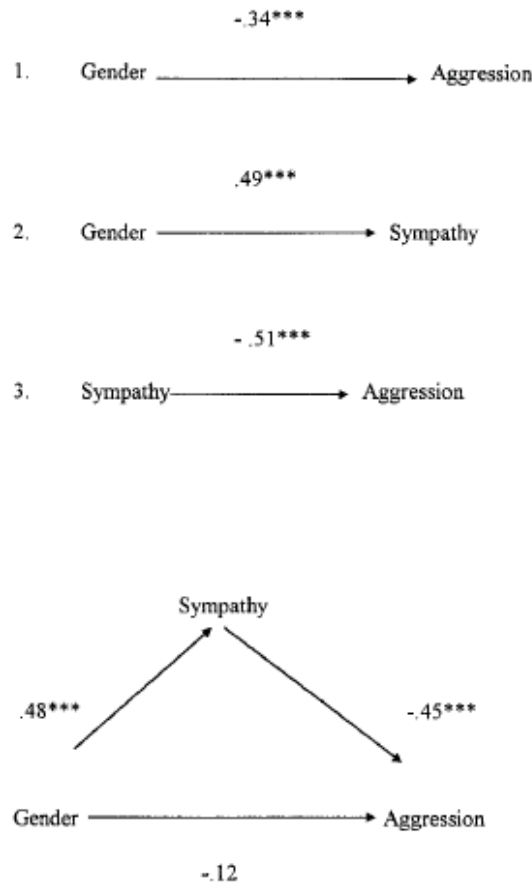 -.34***
1. Gender Aggression
.49***
2. Gender Sympathy
- .51***
3. Sympathy Aggression
Sympathy
.48*** -.45***
Gender Aggression
-.12